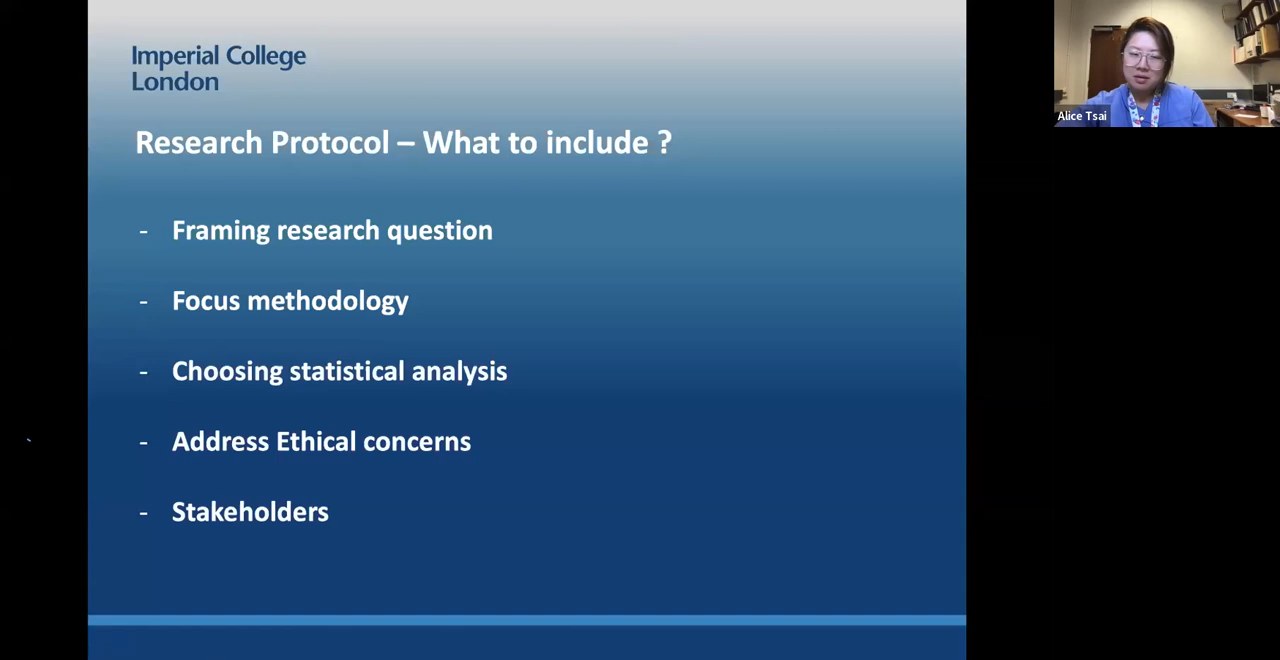 Imperial College
London
Research Protocol – What to include ?
- Framing research question
- Focus methodology
- Choosing statistical analysis
- Address Ethical concerns
- Stakeholders
Alice Tsai